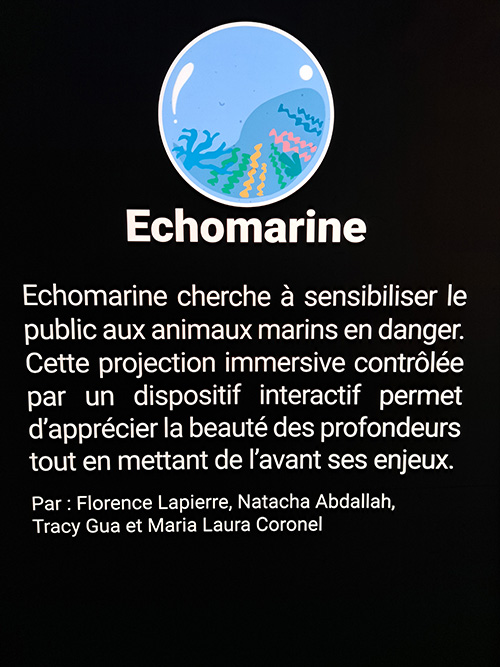 Echomarine
Echomarine cherche à sensibiliser le
public aux animaux marins en danger.
Cette projection immersive contrôlée
par un dispositif interactif permet
d’apprécier la beauté des profondeurs
tout en mettant de l’avant ses enjeux.
Par : Florence Lapierre, Natacha Abdallah,
Tracy Gua et Maria Laura Coronel